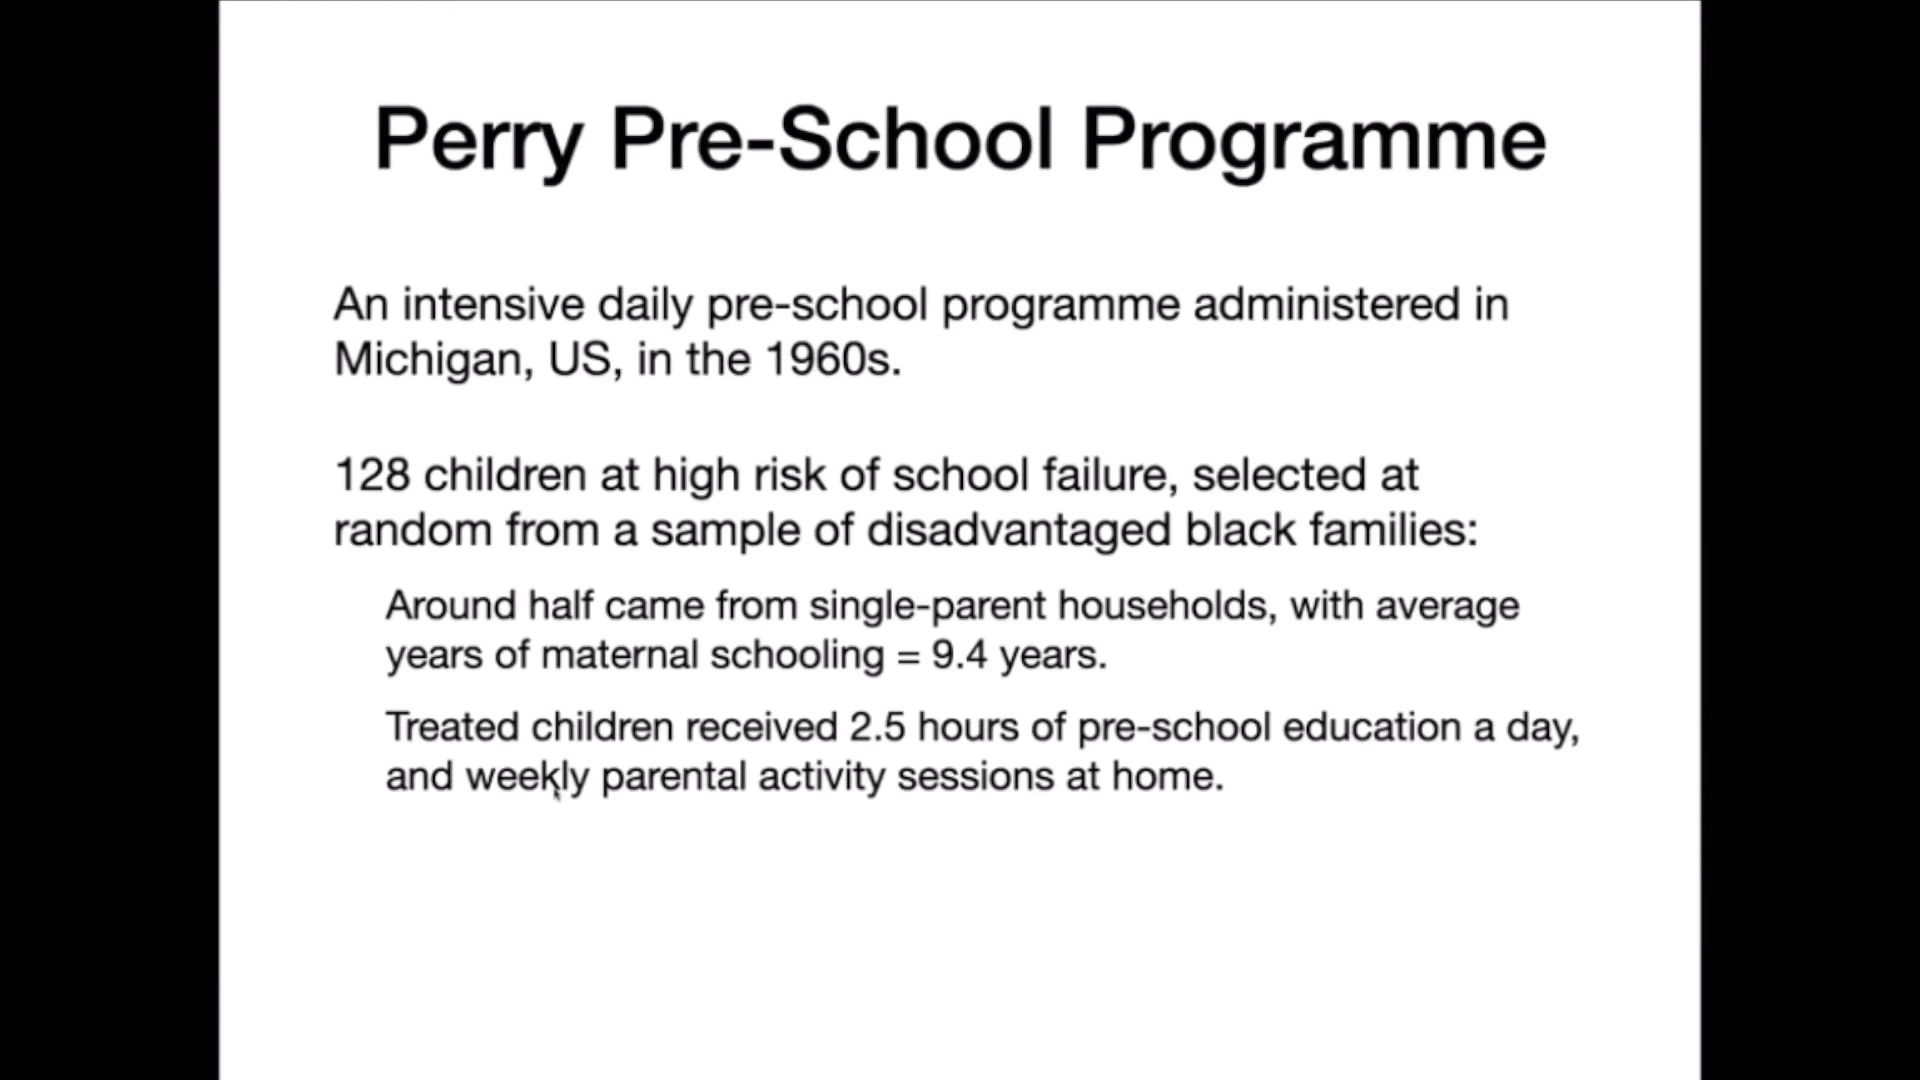 Perry Pre-School Programme
An intensive daily pre-school programme administered in
Michigan, US, in the 1960s.
128 children at high risk of school failure, selected at
random from a sample of disadvantaged black families:
Around half came from single-parent households, with average
years of maternal schooling = 9.4 years.
Treated children received 2.5 hours of pre-school education a day,
and weekly parental activity sessions at home.